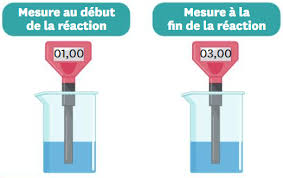 Mesure au début
de la réaction
01,00
Mesure à la
fin de la réaction
03,00